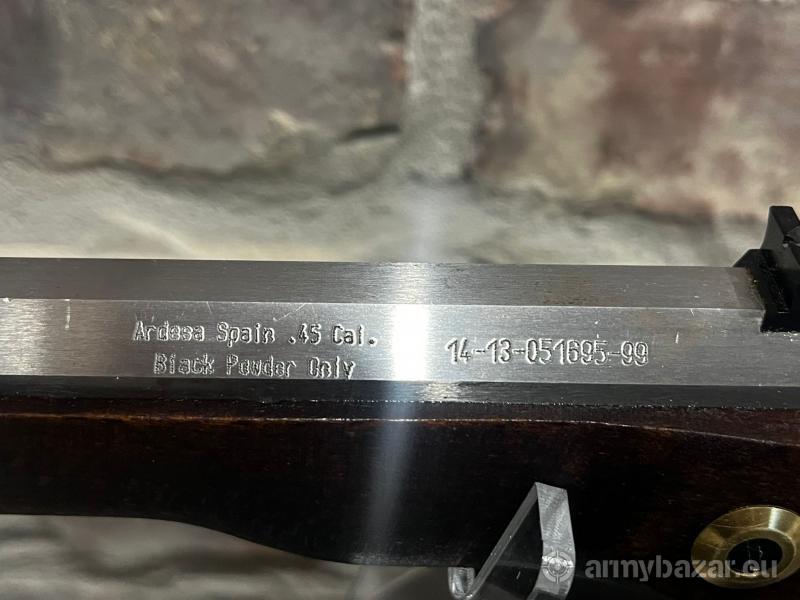 Ardesa Spain .45 Cal.
Black Powder Only
14-13-051695-99
armybazar.eu